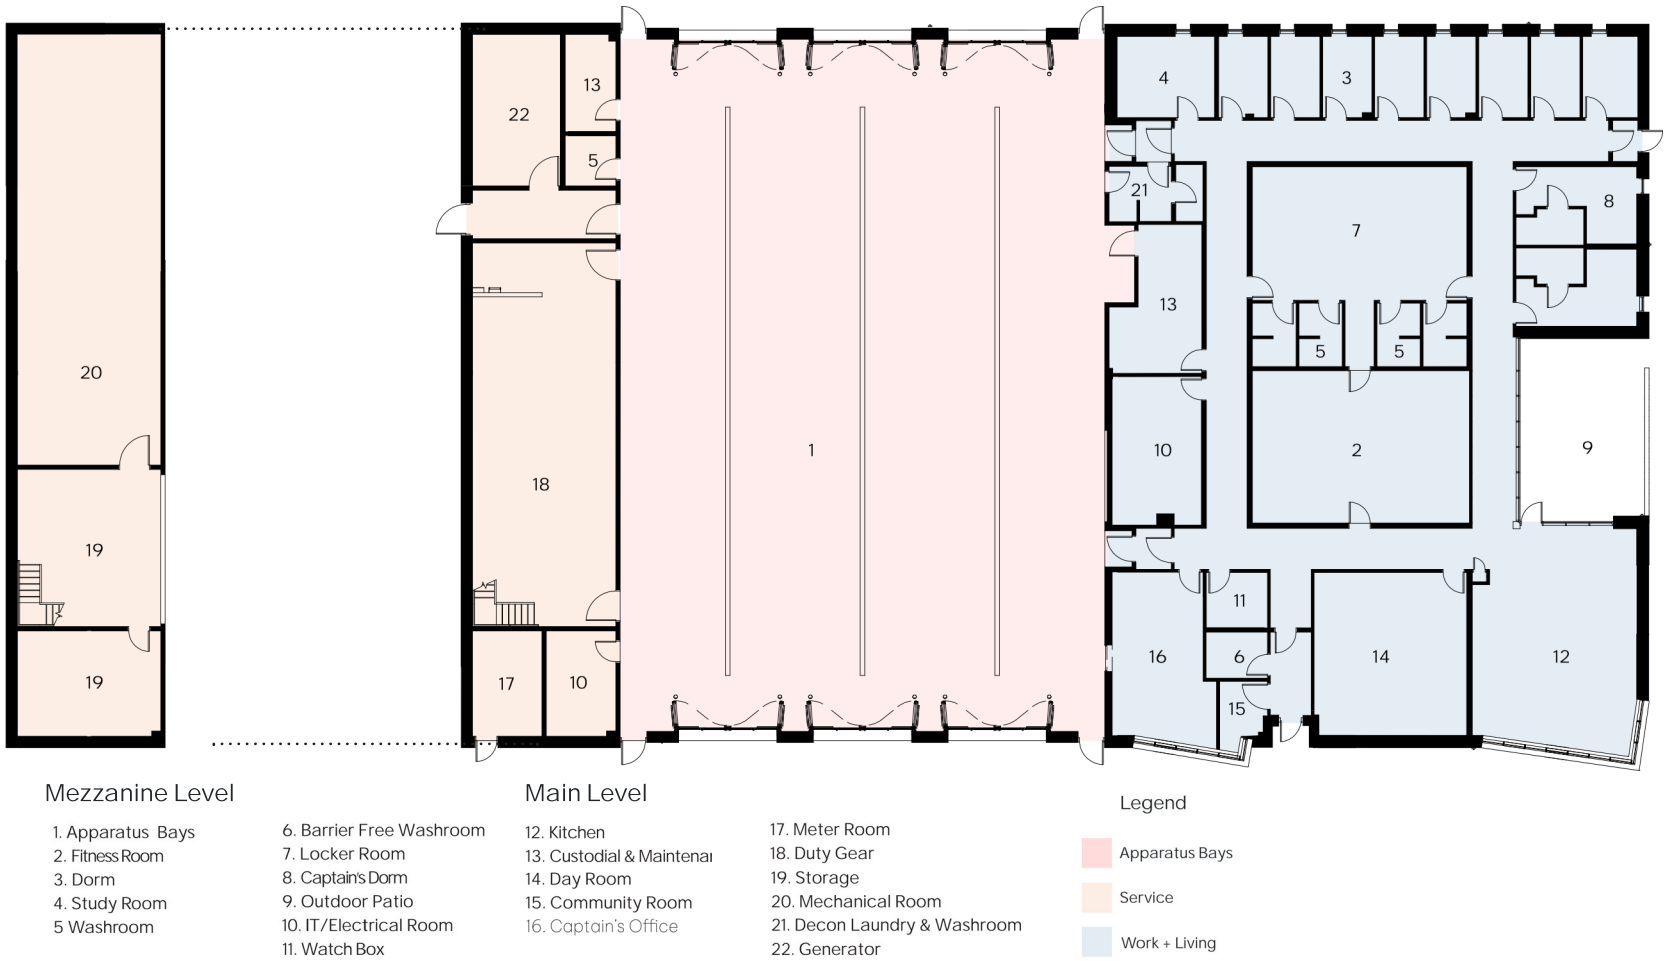 4
3
13
22
5
21
8
7
13
20
5
5
9
10
2
1
18
19
11
16
6
14
12
19
17
10
15
Mezzanine Level
1. Apparatus Bays
2. Fitness Room
3. Dorm
4. Study Room
5 Washroom
6. Barrier Free Washroom
7. Locker Room
8. Captain's Dorm
9. Outdoor Patio
10. IT/Electrical Room
11. Watch Box
Main Level
12. Kitchen
13. Custodial & Maintenar
14. Day Room
15. Community Room
16. Captain's Office
17. Meter Room
18. Duty Gear
19. Storage
20. Mechanical Room
21. Decon Laundry & Washroom
22. Generator
Legend
Apparatus Bays
Service
Work + Living